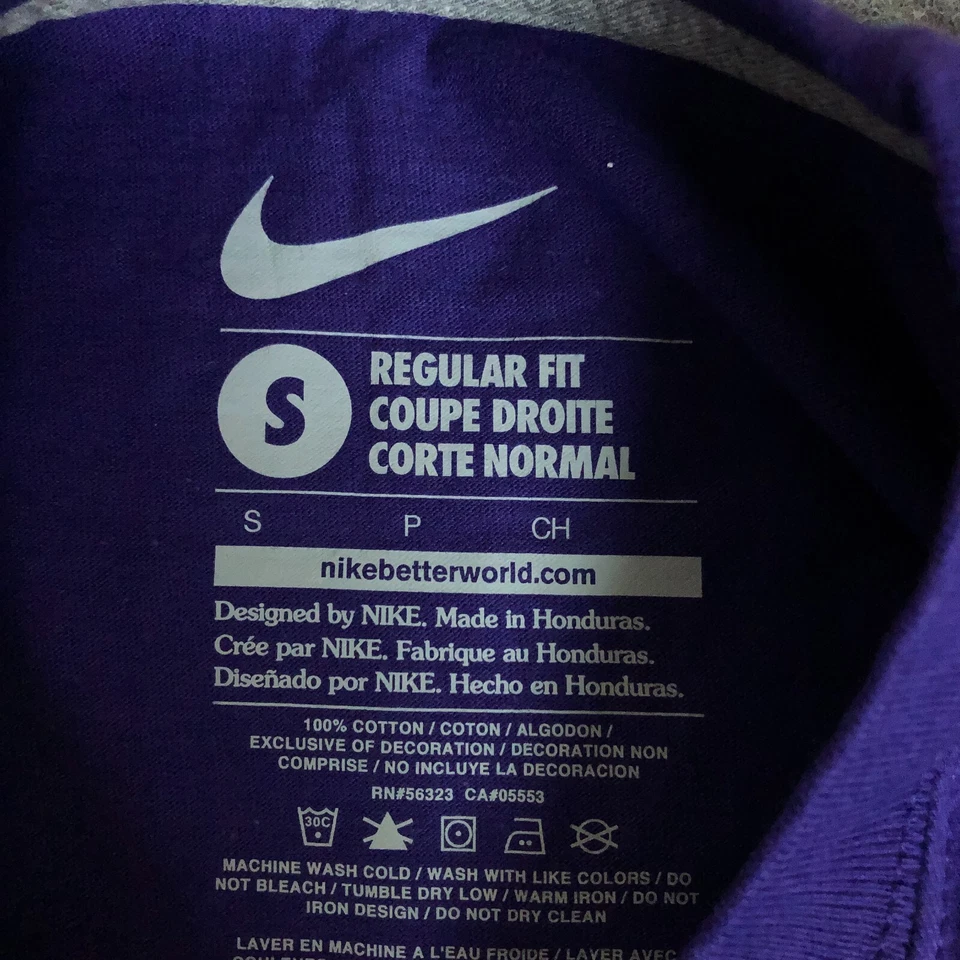 S
REGULAR FIT
COUPE DROITE
CORTE NORMAL
S P CH
nikebetterworld.com
Designed by NIKE. Made in Honduras.
Crée par NIKE. Fabrique au Honduras.
Diseñado por NIKE. Hecho en Honduras.
100% COTTON / COTON / ALGODON /
EXCLUSIVE OF DECORATION / DECORATION NON
COMPRISE / NO INCLUYE LA DECORACION
RN#56323 CA#05553
30C
MACHINE WASH COLD / WASH WITH LIKE COLORS / DO
NOT BLEACH / TUMBLE DRY LOW / WARM IRON / DO NOT
IRON DESIGN / DO NOT DRY CLEAN
LAVER EN MACHINE A L'EAU FROIDE / LAVER AVEC